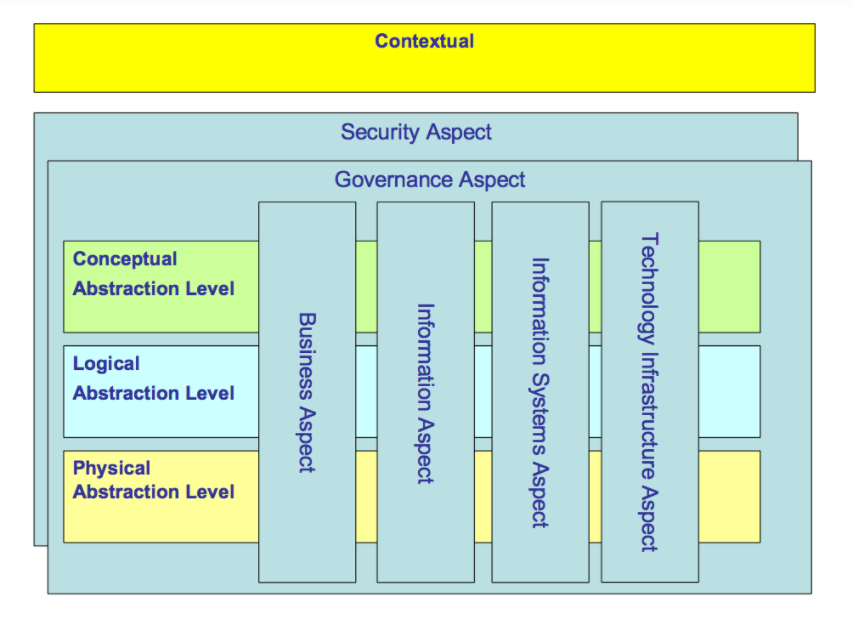 Contextual
Security Aspect
Governance Aspect
Conceptual
Abstraction Level
Logical
Abstraction Level
Physical
Abstraction Level
Business Aspect
Information Aspect
Information Systems Aspect
Technology Infrastructure Aspect